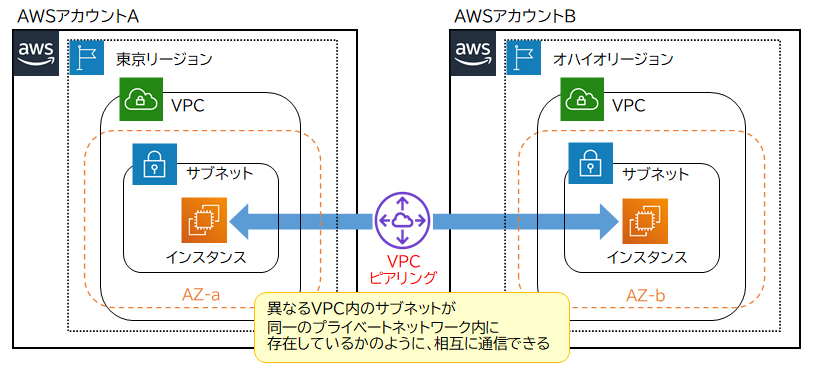 AWSアカウントA
AWSアカウントB
aws
東京リージョン
aws
オハイオリージョン
VPC
VPC
サブネット
サブネット
インスタンス
VPC
ピアリング
インスタンス
AZ-a
AZ-b
異なるVPC内のサブネットが
同一のプライベートネットワーク内に
存在しているかのように、相互に通信できる